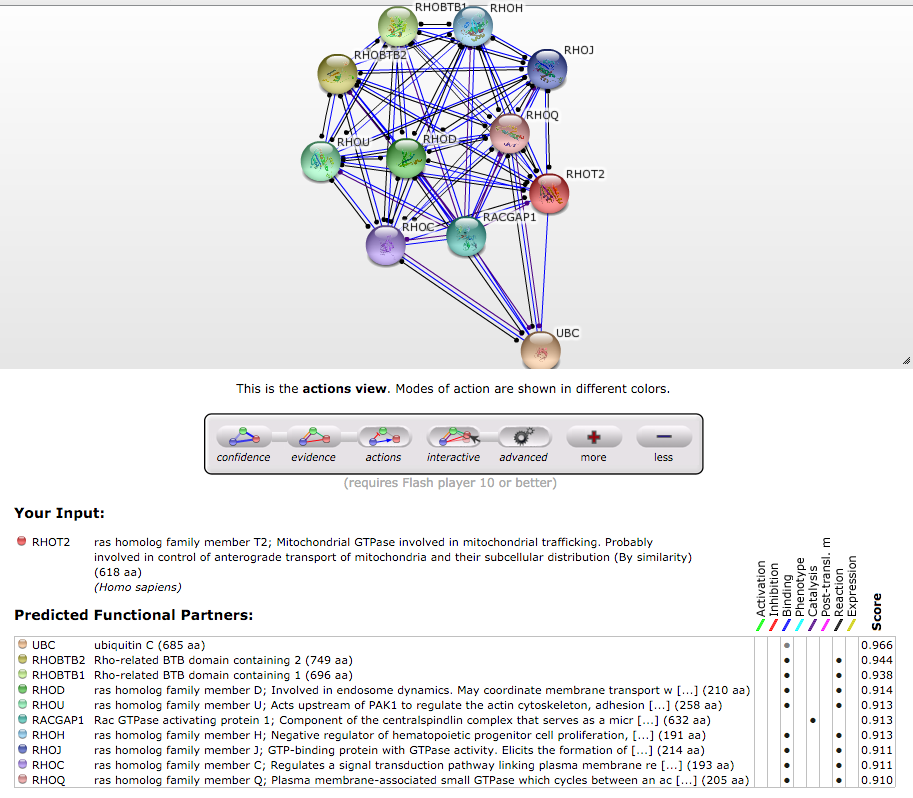 RHOBTB1
RHOH
RHOJ
RHOBTB2
RHOQ
RHOU
RHOD
RHOT2
RACGAP1
RHOC
UBC
This is the actions view. Modes of action are shown in different colors.
confidence evidence actions interactive advanced more less
(requires Flash player 10 or better)
Your Input:
RHOT2 ras homolog family member T2; Mitochondrial GTPase involved in mitochondrial trafficking. Probably
involved in control of anterograde transport of mitochondria and their subcellular distribution (By similarity)
(618 aa)
(Homo sapiens)
Activation Inhibition Binding Phenotype Catalysis Post-transl. m Reaction Expression Score
Predicted Functional Partners:
UBC ubiquitin C (685 aa) 0.966
RHOBTB2 Rho-related BTB domain containing 2 (749 aa) 0.944
RHOBTB1 Rho-related BTB domain containing 1 (696 aa) 0.938
RHOD ras homolog family member D; Involved in endosome dynamics. May coordinate membrane transport w [...] (210 aa) 0.914
RHOU ras homolog family member U; Acts upstream of PAK1 to regulate the actin cytoskeleton, adhesion [...] (258 aa) 0.913
RACGAP1 Rac GTPase activating protein 1; Component of the centralspindlin complex that serves as a micr [...] (632 aa) 0.913
RHOH ras homolog family member H; Negative regulator of hematopoietic progenitor cell proliferation, [...] (191 aa) 0.913
RHOJ ras homolog family member J; GTP-binding protein with GTPase activity. Elicits the formation of [...] (214 aa) 0.911
RHOC ras homolog family member C; Regulates a signal transduction pathway linking plasma membrane re [...] (193 aa) 0.911
RHOQ ras homolog family member Q; Plasma membrane-associated small GTPase which cycles between an ac [...] (205 aa) 0.910